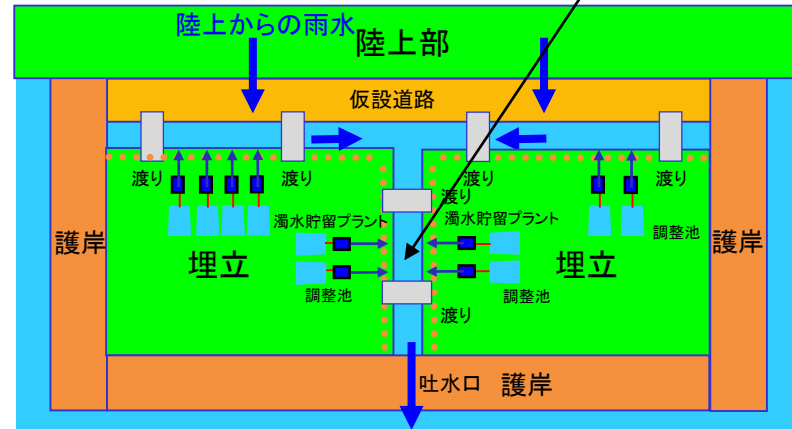 陸上からの雨水
陸上部
仮設道路
渡り
渡り
渡り
渡り
渡り
濁水貯留プラント
濁水貯留プラント
調整池
護岸
埋立
埋立
護岸
調整池
調整池
渡り
吐水口
護岸